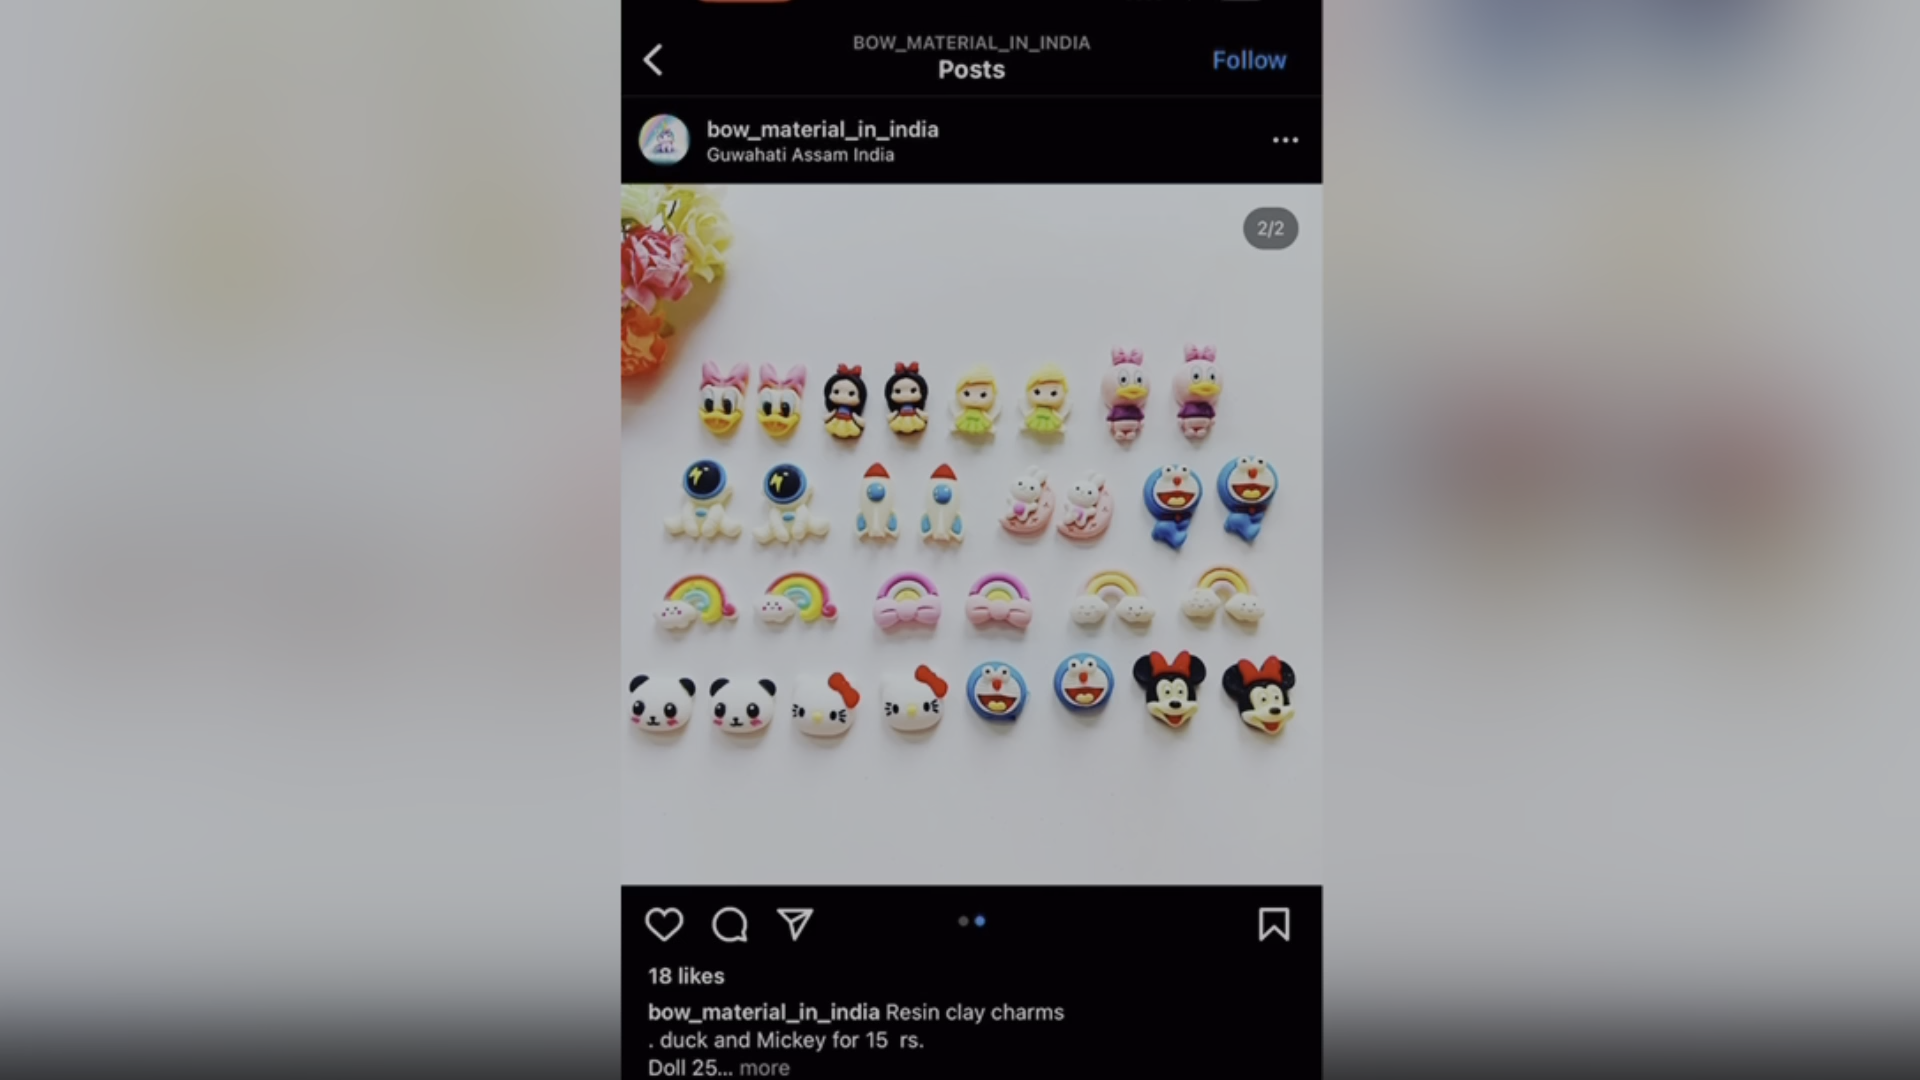 BOW_MATERIAL_IN_INDIA
Posts
Follow
bow_material_in_india
Guwahati Assam India
2/2
18 likes
bow_material_in_india Resin clay charms
. duck and Mickey for 15 rs.
Doll 25... more